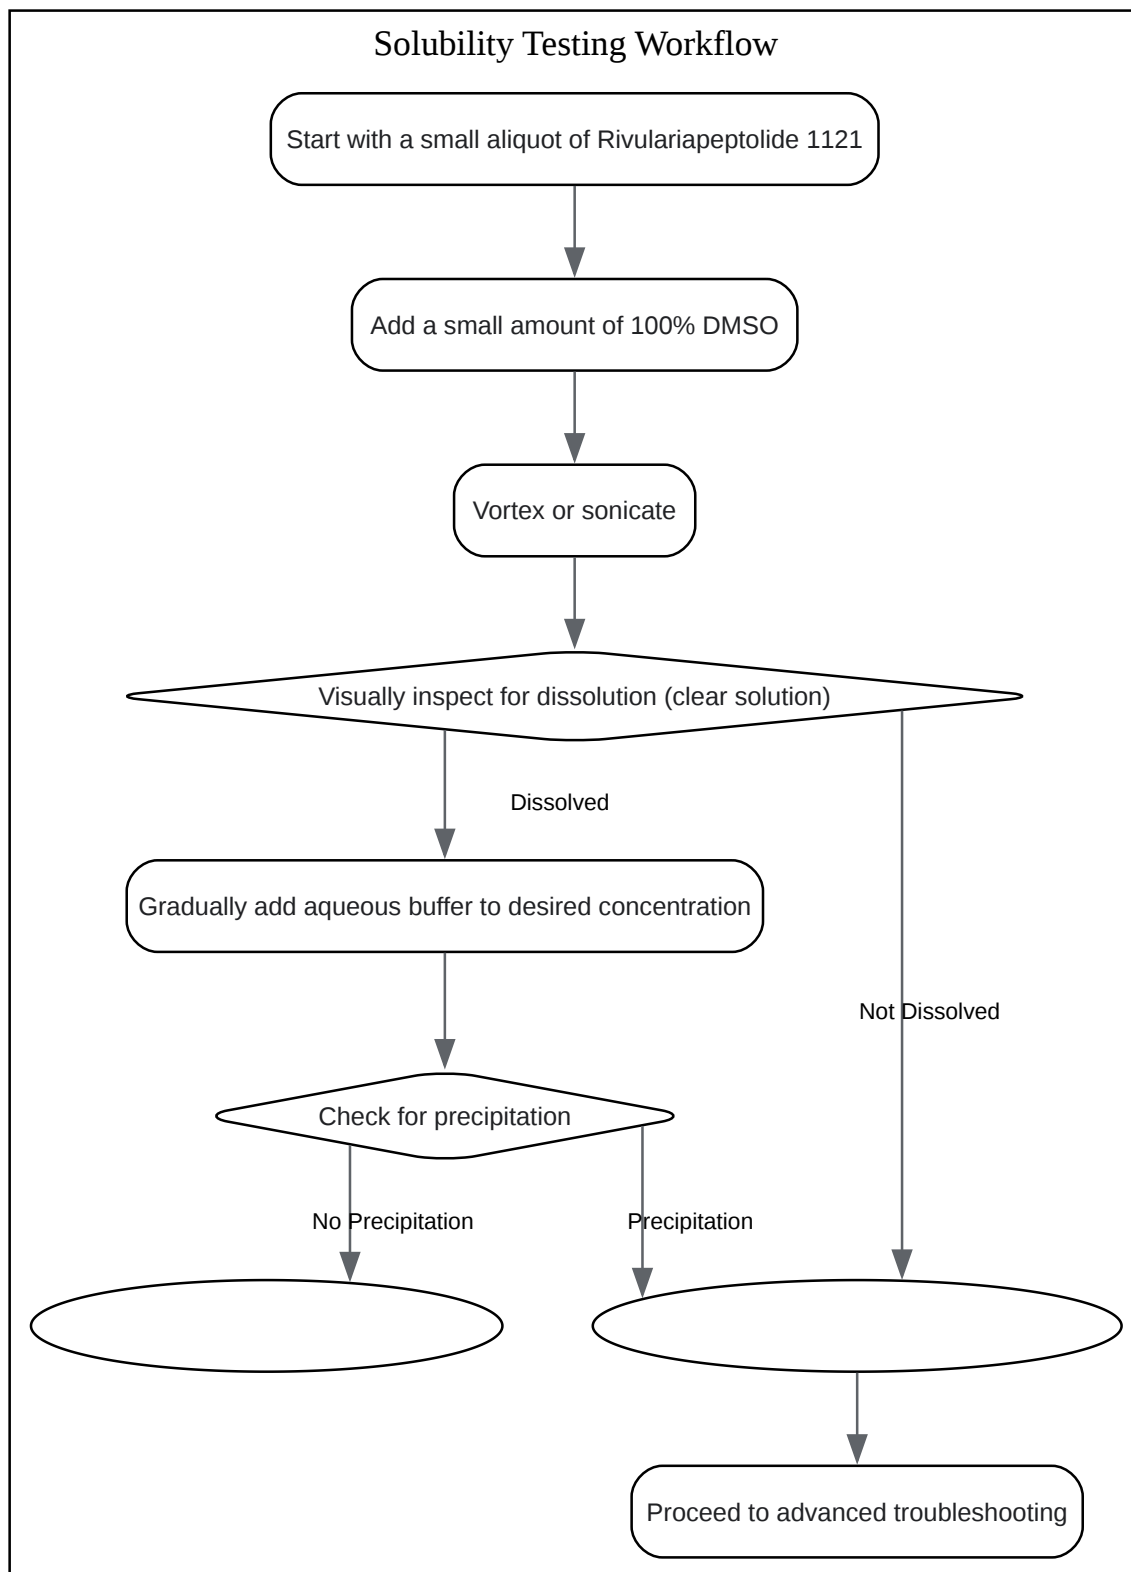 Solubility Testing Workflow
Start with a small aliquot of Rivulariapeptolide 1121
Add a small amount of 100% DMSO
Vortex or sonicate
Visually inspect for dissolution (clear solution)
Dissolved
Gradually add aqueous buffer to desired concentration
Not Dissolved
Check for precipitation
No Precipitation
Precipitation
Proceed to advanced troubleshooting